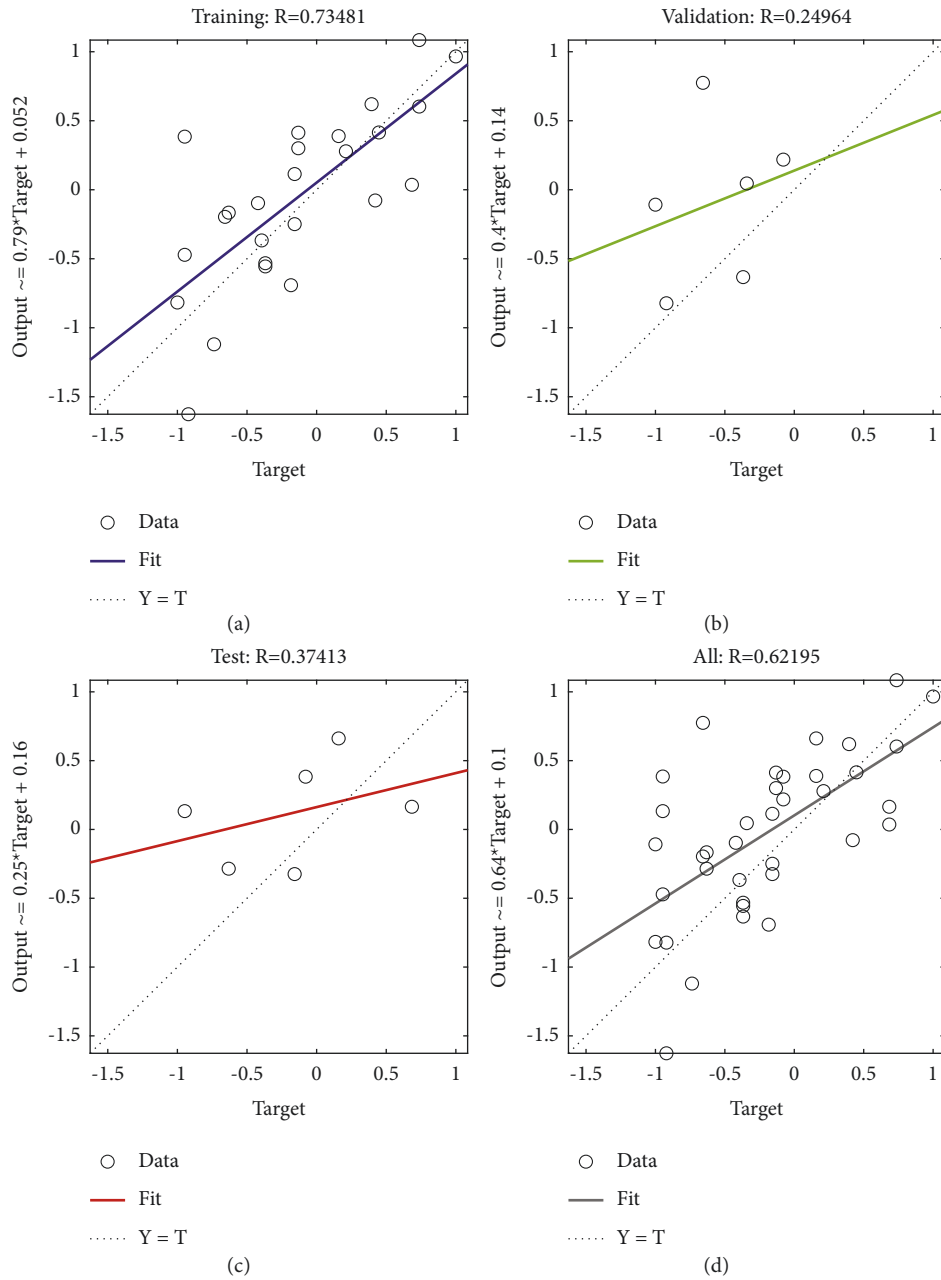 Training: R=0.73481
Output ~= 0.79*Target + 0.052
1
0.5
0
-0.5
-1
-1.5
-1.5 -1 -0.5 0 0.5 1
Target
Data
Fit
Y = T
(a)
Validation: R=0.24964
Output ~= 0.4*Target + 0.14
1
0.5
0
-0.5
-1
-1.5
-1.5 -1 -0.5 0 0.5 1
Target
Data
Fit
Y = T
(b)
Test: R=0.37413
Output ~= 0.25*Target + 0.16
1
0.5
0
-0.5
-1
-1.5
-1.5 -1 -0.5 0 0.5 1
Target
Data
Fit
Y = T
(c)
All: R=0.62195
Output ~= 0.64*Target + 0.1
1
0.5
0
-0.5
-1
-1.5
-1.5 -1 -0.5 0 0.5 1
Target
Data
Fit
Y = T
(d)